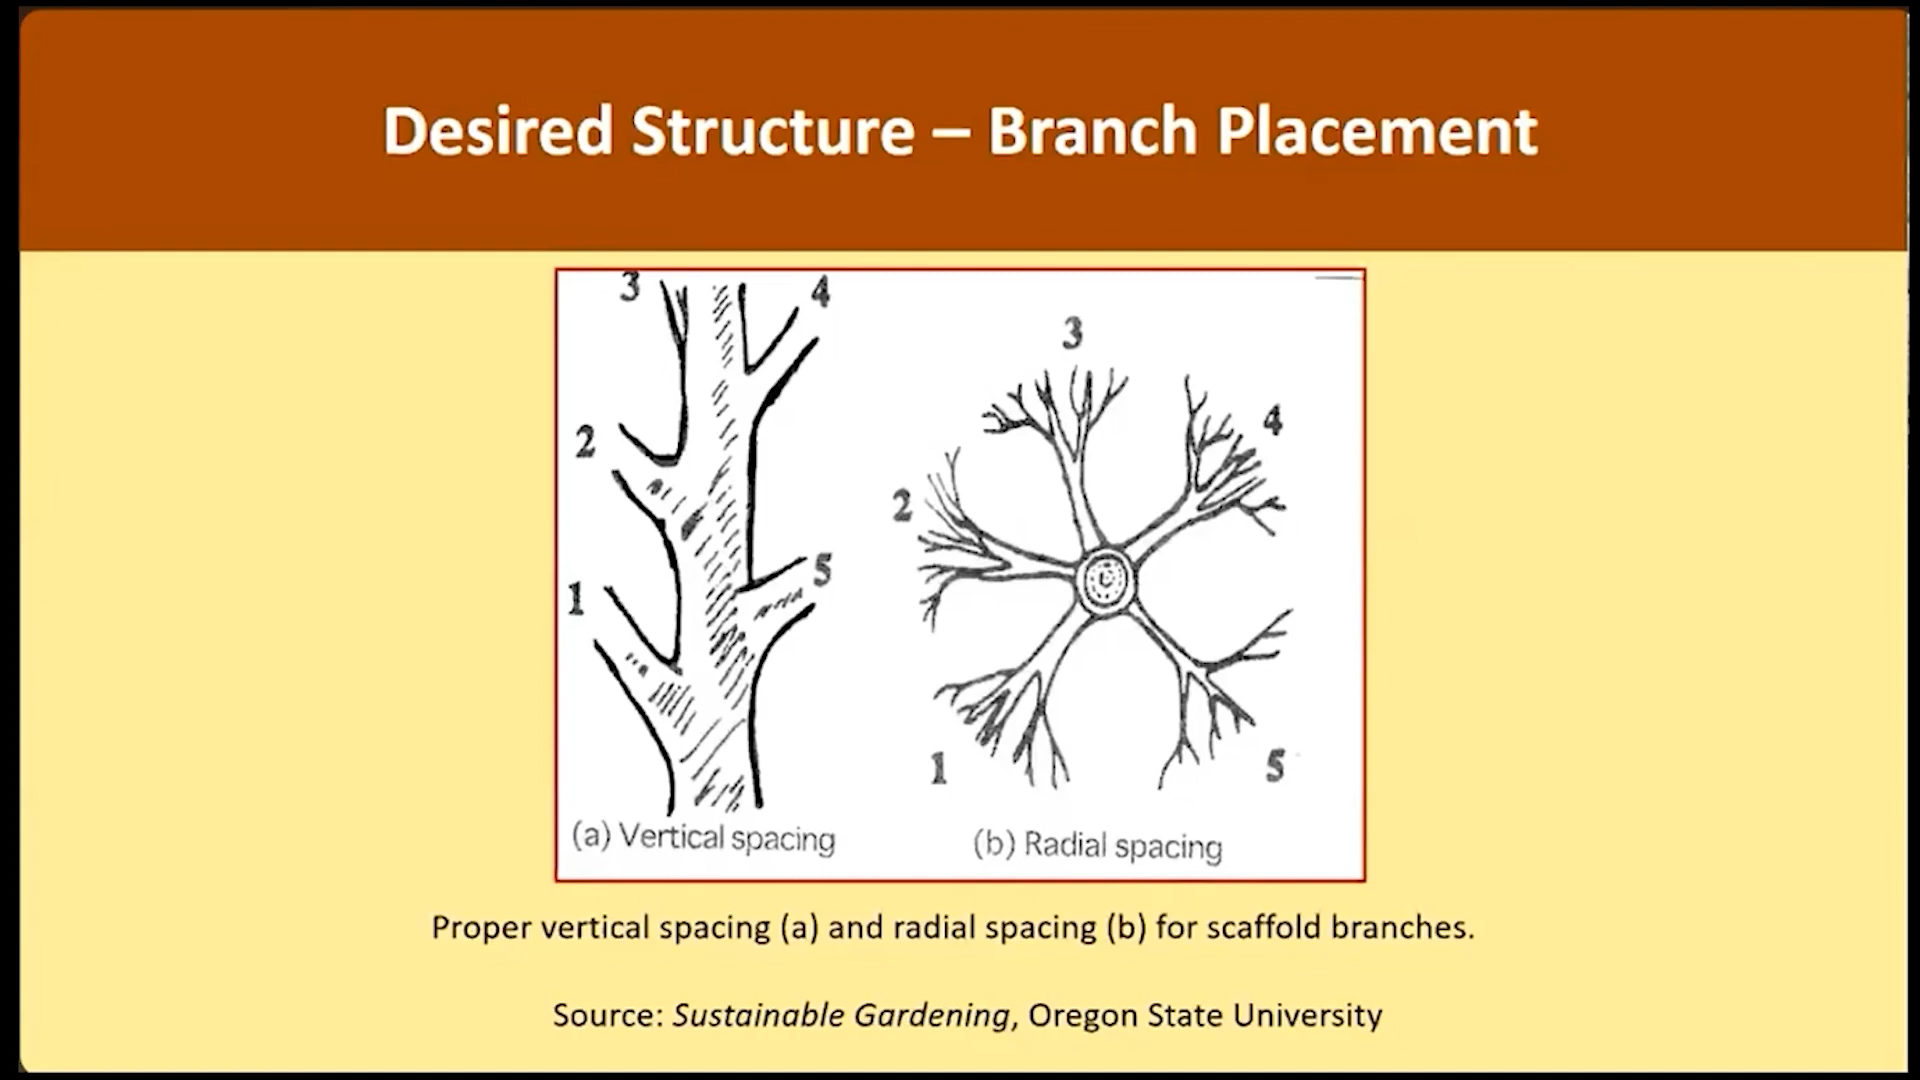 Desired Structure – Branch Placement
3
4
2
1
5
(a) Vertical spacing
3
4
2
1
5
(b) Radial spacing
Proper vertical spacing (a) and radial spacing (b) for scaffold branches.
Source: Sustainable Gardening, Oregon State University